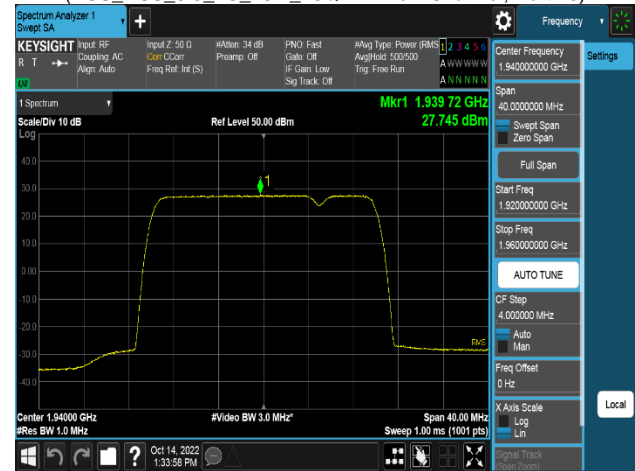 Spectrum Analyzer 1
Swept SA
Frequency
KEYSIGHT
R T
Input: RF
Coupling: AC
Align: Auto
Input Z: 50 Ω
Corr CCorr
Freq Ref: Int (S)
#Atten: 34 dB
Preamp: Off
PNO: Fast
Gate: Off
IF Gain: Low
Sig Track: Off
#Avg Type: Power (RMS
Avg|Hold: 500/500
Trig: Free Run
1 2 3 4 5 6
A W W W W W
A N N N N N
1 Spectrum
Scale/Div 10 dB
Log
Ref Level 50.00 dBm
Mkr1 1.939 72 GHz
27.745 dBm
40.0
30.0
20.0
10.0
0.00
-10.0
-20.0
-30.0
-40.0
1
RMS
Center 1.94000 GHz
#Res BW 1.0 MHz
#Video BW 3.0 MHz*
Span 40.00 MHz
Sweep 1.00 ms (1001 pts)
Center Frequency
1.940000000 GHz
Span
40.0000000 MHz
Swept Span
Zero Span
Full Span
Start Freq
1.920000000 GHz
Stop Freq
1.960000000 GHz
AUTO TUNE
CF Step
4.000000 MHz
Auto
Man
Freq Offset
0 Hz
X Axis Scale
Log
Lin
Signal Track
(Span Zoom)
Settings
Local
Oct 14, 2022
1:33:58 PM